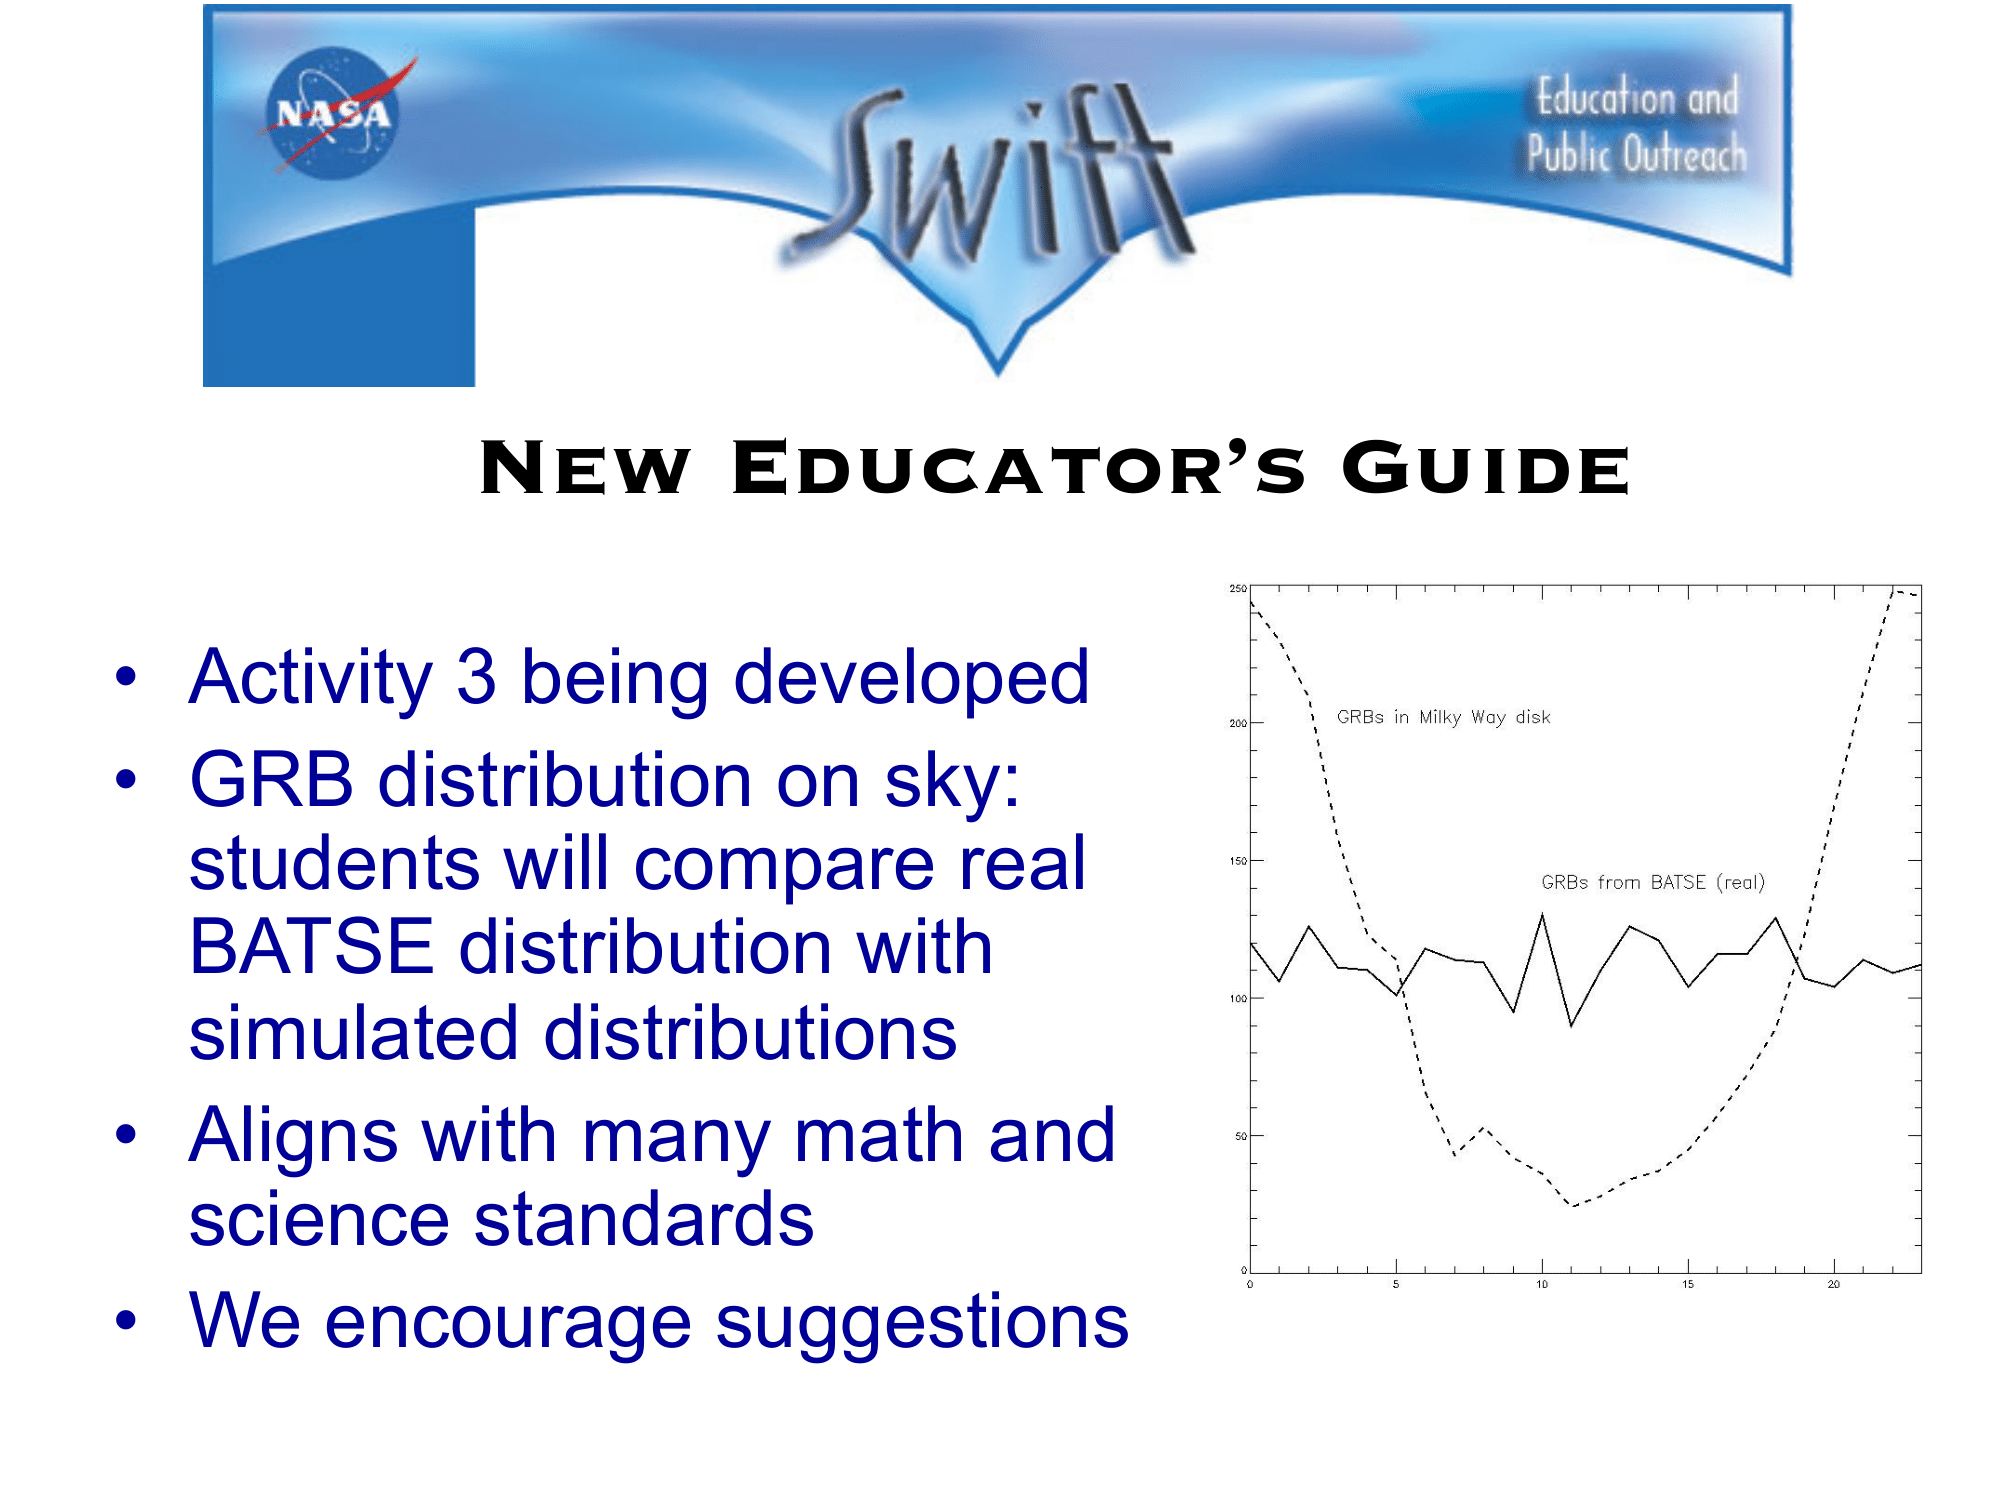 NASA
Swift
Education and
Public Outreach
NEW EDUCATOR’S GUIDE
• Activity 3 being developed
• GRB distribution on sky:
students will compare real
BATSE distribution with
simulated distributions
• Aligns with many math and
science standards
• We encourage suggestions
250
200
150
100
50
0
GRBs in Milky Way disk
GRBs from BATSE (real)
0 5 10 15 20